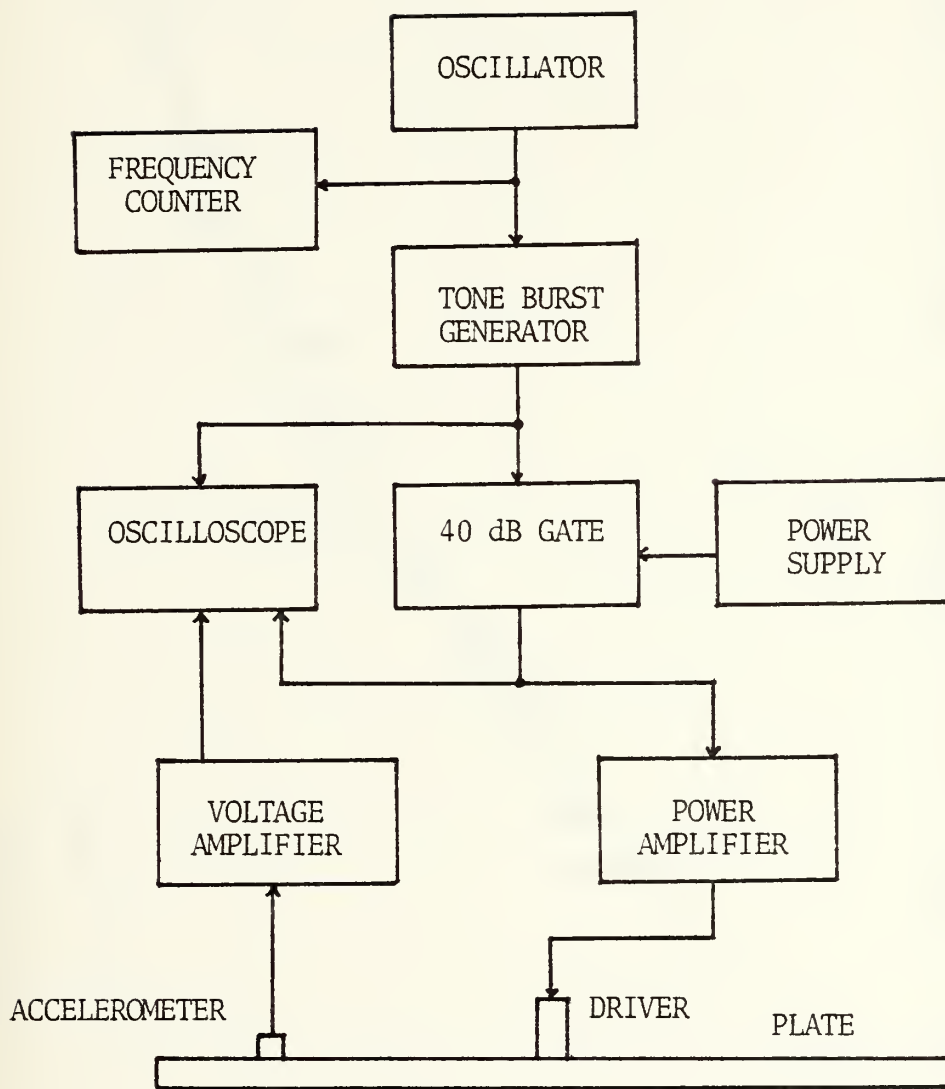 OSCILLATOR
FREQUENCY
COUNTER
TONE BURST
GENERATOR
OSCILLOSCOPE
40 dB GATE
POWER
SUPPLY
VOLTAGE
AMPLIFIER
POWER
AMPLIFIER
ACCELEROMETER
DRIVER
PLATE